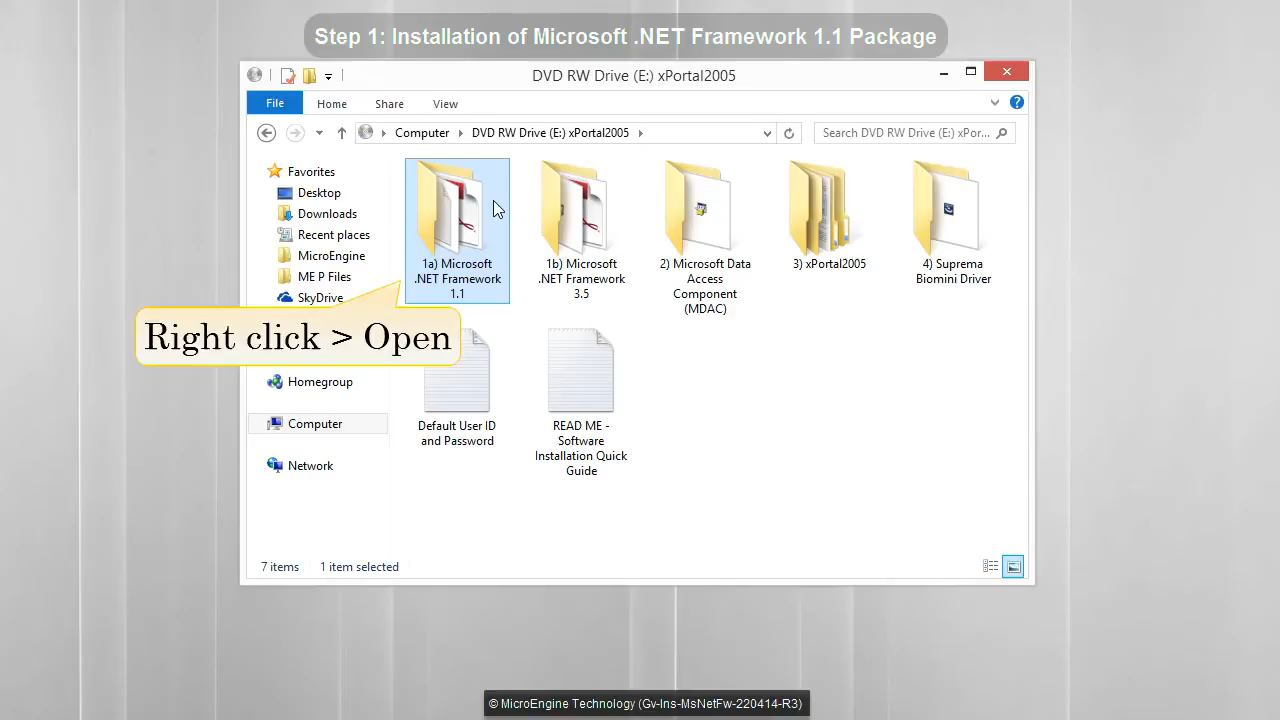 Step 1: Installation of Microsoft .NET Framework 1.1 Package
DVD RW Drive (E:) xPortal2005
File Home Share View
Computer DVD RW Drive (E:) xPortal2005
Search DVD RW Drive (E:) xPor...
Favorites
Desktop
Downloads
Recent places
MicroEngine
ME P Files
SkyDrive
Homegroup
Computer
Network
1a) Microsoft
.NET Framework
1.1
1b) Microsoft
.NET Framework
3.5
2) Microsoft Data
Access
Component
(MDAC)
3) xPortal2005
4) Suprema
Biomini Driver
Right click > Open
Default User ID
and Password
READ ME -
Software
Installation Quick
Guide
7 items 1 item selected
© MicroEngine Technology (Gv-Ins-MsNetFw-220414-R3)